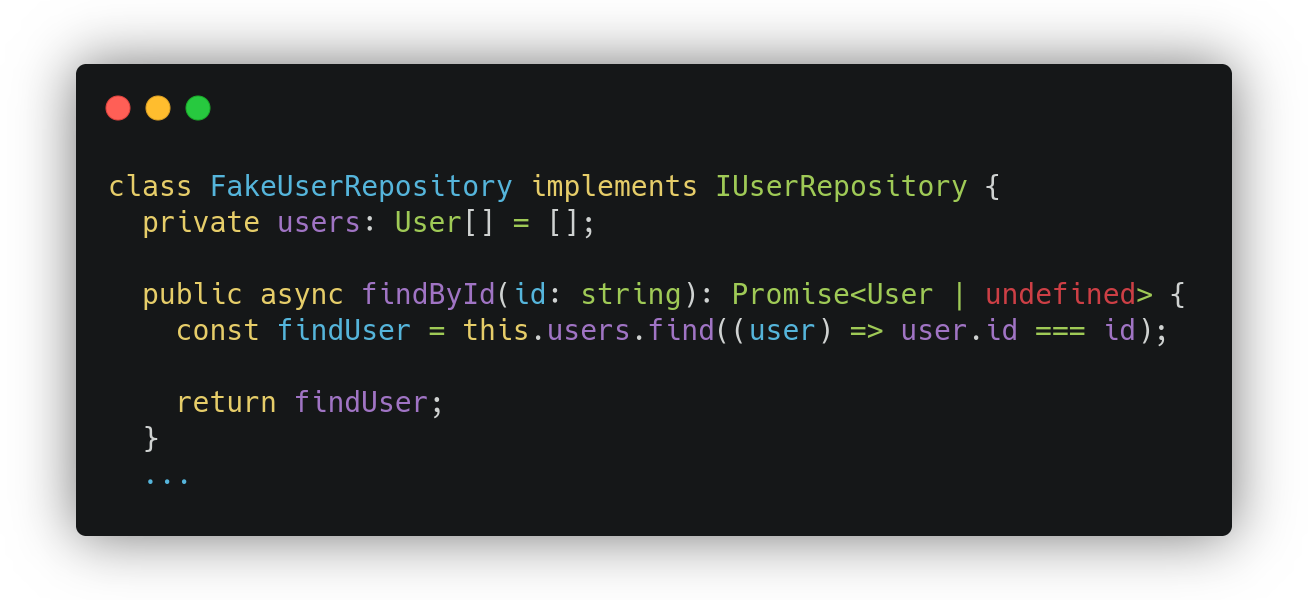 class FakeUserRepository implements IUserRepository {
  private users: User[] = [];

  public async findById(id: string): Promise<User | undefined> {
    const findUser = this.users.find((user) => user.id === id);

    return findUser;
  }
  ...